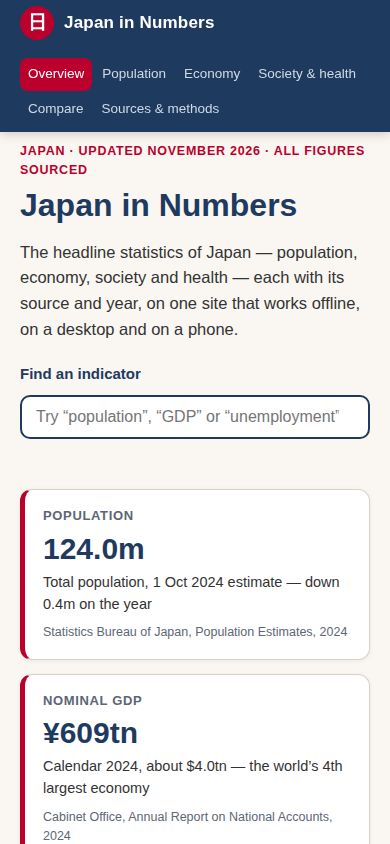 日 Japan in Numbers
Overview Population Economy Society & health
Compare Sources & methods
JAPAN · UPDATED NOVEMBER 2026 · ALL FIGURES
SOURCED
Japan in Numbers
The headline statistics of Japan — population,
economy, society and health — each with its
source and year, on one site that works offline,
on a desktop and on a phone.
Find an indicator
Try “population”, “GDP” or “unemployment”
POPULATION
124.0m
Total population, 1 Oct 2024 estimate — down
0.4m on the year
Statistics Bureau of Japan, Population Estimates, 2024
NOMINAL GDP
¥609tn
Calendar 2024, about $4.0tn — the world’s 4th
largest economy
Cabinet Office, Annual Report on National Accounts,
2024